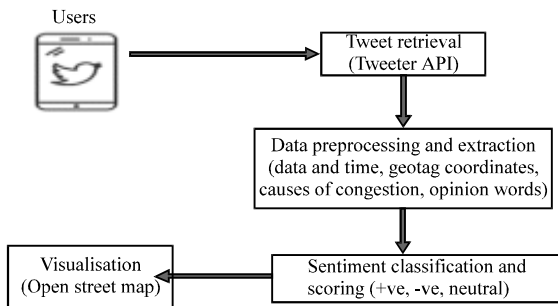 Users
Tweet retrieval
(Tweeter API)
Data preprocessing and extraction
(data and time, geotag coordinates,
causes of congestion, opinion words)
Sentiment classification and
scoring (+ve, -ve, neutral)
Visualisation
(Open street map)